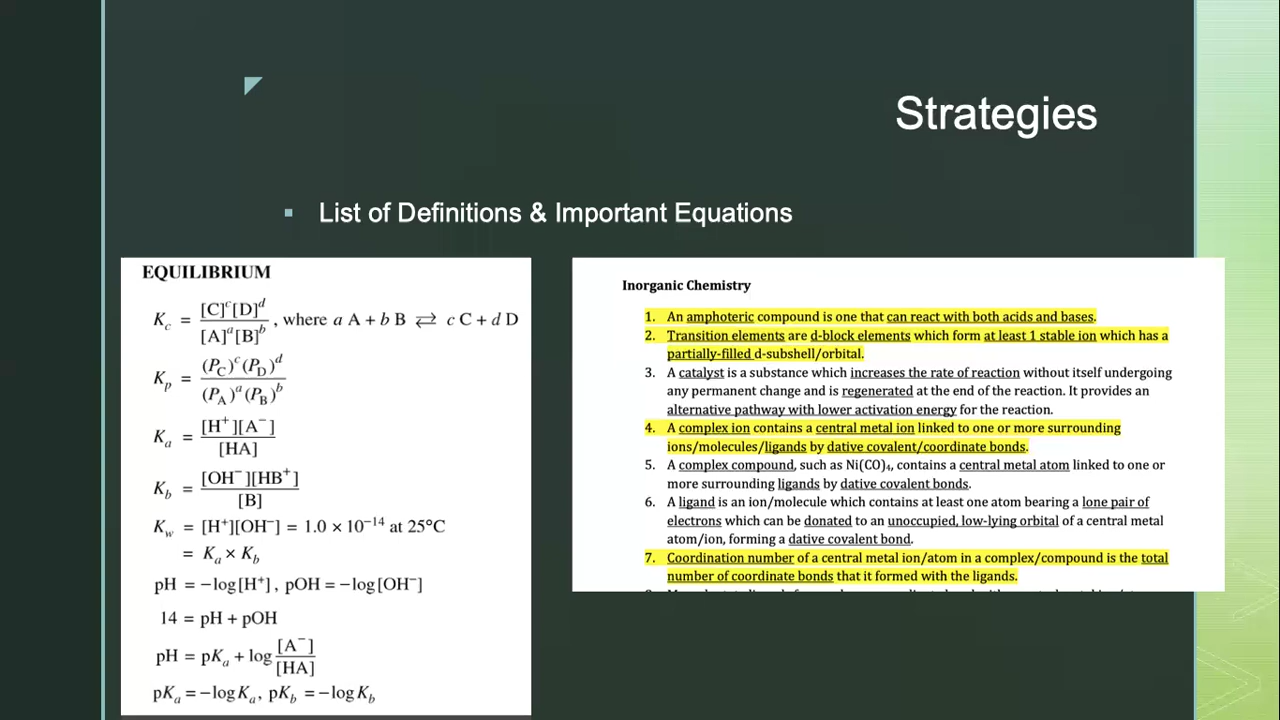 Strategies
▪ List of Definitions & Important Equations
EQUILIBRIUM
Kc = [C]^c [D]^d / [A]^a [B]^b , where a A + b B ⇄ c C + d D
Kp = (PC)^c (PD)^d / (PA)^a (PB)^b
Ka = [H⁺][A⁻] / [HA]
Kb = [OH⁻][HB⁺] / [B]
Kw = [H⁺][OH⁻] = 1.0 × 10⁻¹⁴ at 25°C
= Ka × Kb
pH = −log[H⁺], pOH = −log[OH⁻]
14 = pH + pOH
pH = pKa + log [A⁻] / [HA]
pKa = −logKa, pKb = −logKb
Inorganic Chemistry
1. An amphoteric compound is one that can react with both acids and bases.
2. Transition elements are d-block elements which form at least 1 stable ion which has a
partially-filled d-subshell/orbital.
3. A catalyst is a substance which increases the rate of reaction without itself undergoing
any permanent change and is regenerated at the end of the reaction. It provides an
alternative pathway with lower activation energy for the reaction.
4. A complex ion contains a central metal ion linked to one or more surrounding
ions/molecules/ligands by dative covalent/coordinate bonds.
5. A complex compound, such as Ni(CO)₄, contains a central metal atom linked to one or
more surrounding ligands by dative covalent bonds.
6. A ligand is an ion/molecule which contains at least one atom bearing a lone pair of
electrons which can be donated to an unoccupied, low-lying orbital of a central metal
atom/ion, forming a dative covalent bond.
7. Coordination number of a central metal ion/atom in a complex/compound is the total
number of coordinate bonds that it formed with the ligands.